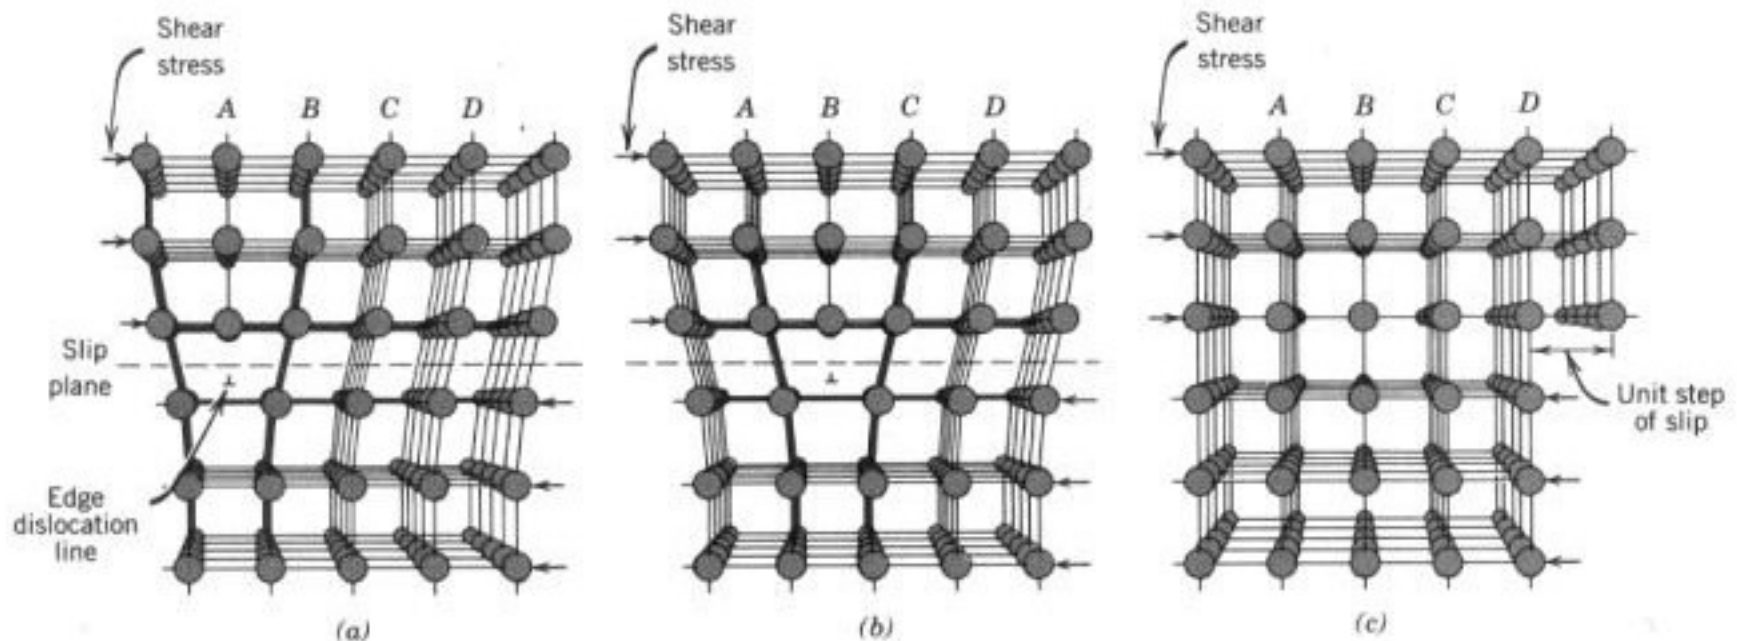 Shear
stress
A B C D
Slip
plane
Edge
dislocation
line
(a)
Shear
stress
A B C D
(b)
Shear
stress
A B C D
Unit step
of slip
(c)